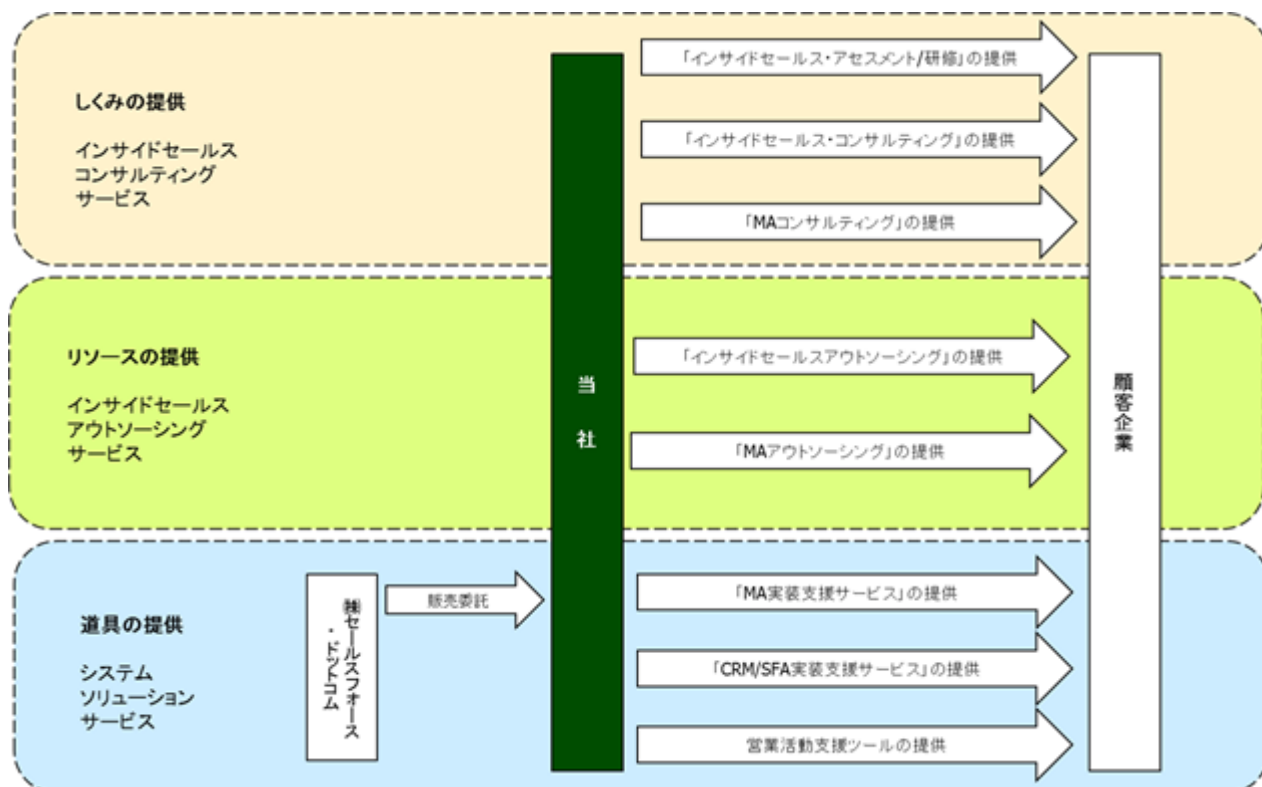 しくみの提供
インサイドセールス
コンサルティング
サービス
「インサイドセールス・アセスメント/研修」の提供
「インサイドセールス・コンサルティング」の提供
「MAコンサルティング」の提供
リソースの提供
インサイドセールス
アウトソーシング
サービス
当社
「インサイドセールスアウトソーシング」の提供
「MAアウトソーシング」の提供
顧客企業
道具の提供
システム
ソリューション
サービス
㈱セールスフォース
・ドットコム
販売委託
「MA実装支援サービス」の提供
「CRM/SFA実装支援サービス」の提供
営業活動支援ツールの提供